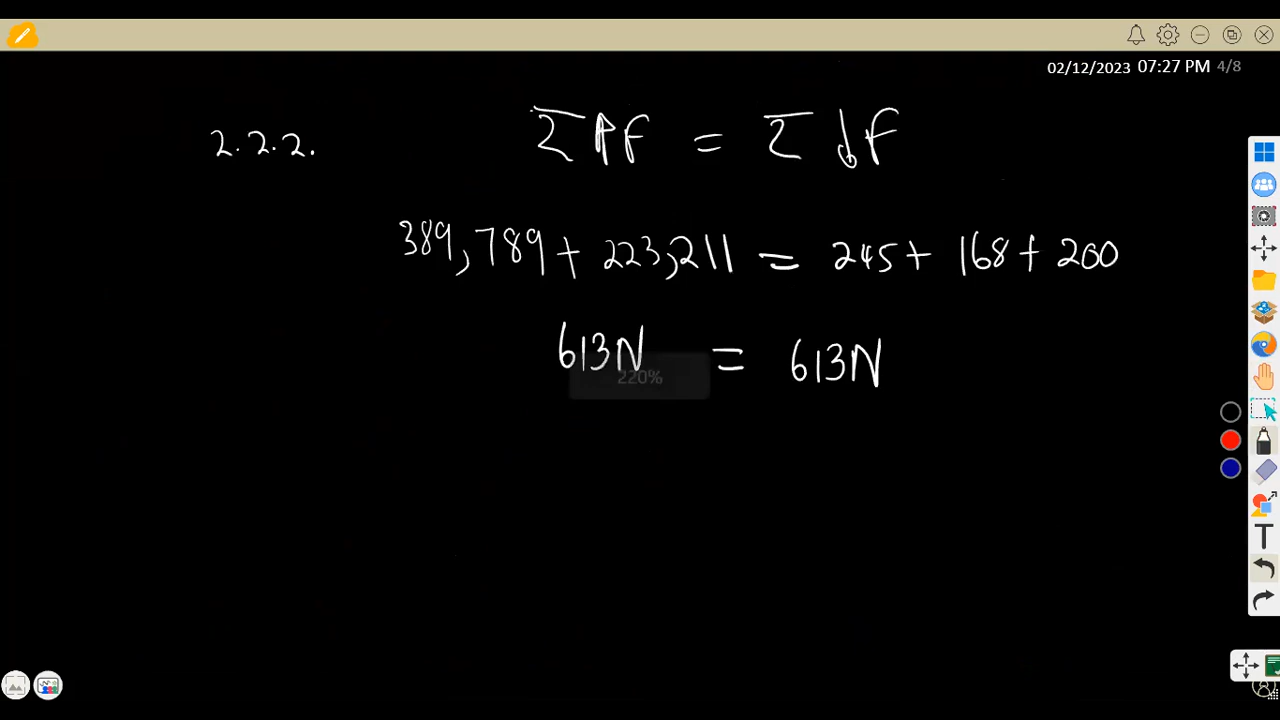 02/12/2023 07:27 PM 4/8
2.2.2. Σ↑F = Σ↓F
389,789 + 223,211 = 245 + 168 + 200
613N = 613N
220%
T